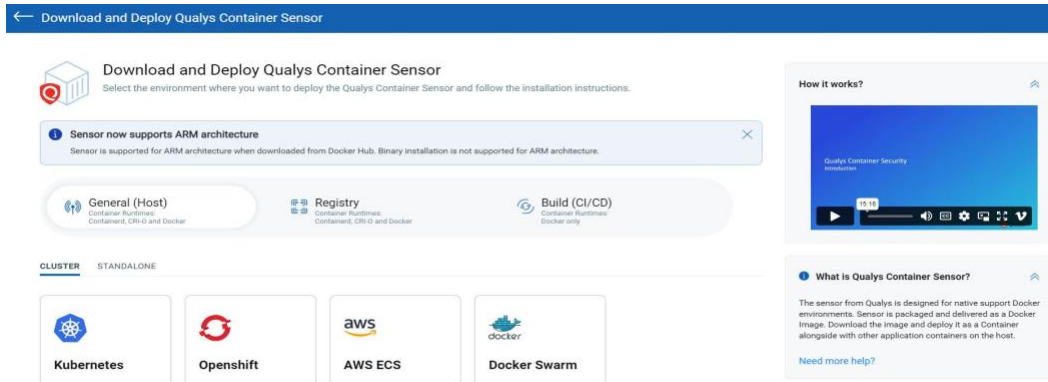 Download and Deploy Qualys Container Sensor
Download and Deploy Qualys Container Sensor
Select the environment where you want to deploy the Qualys Container Sensor and follow the installation instructions.
Sensor now supports ARM architecture
Sensor is supported for ARM architecture when downloaded from Docker Hub. Binary installation is not supported for ARM architecture.
General (Host)
Container Runtimes:
Containerd, CRI-O and Docker
Registry
Container Runtimes:
Containerd, CRI-O and Docker
Build (CI/CD)
Container Runtimes:
Docker only
CLUSTER STANDALONE
Kubernetes
Openshift
aws
AWS ECS
docker
Docker Swarm
How it works?
Qualys Container Security
Introduction
15:16
CC
What is Qualys Container Sensor?
The sensor from Qualys is designed for native support Docker
environments. Sensor is packaged and delivered as a Docker
Image. Download the image and deploy it as a Container
alongside with other application containers on the host.
Need more help?